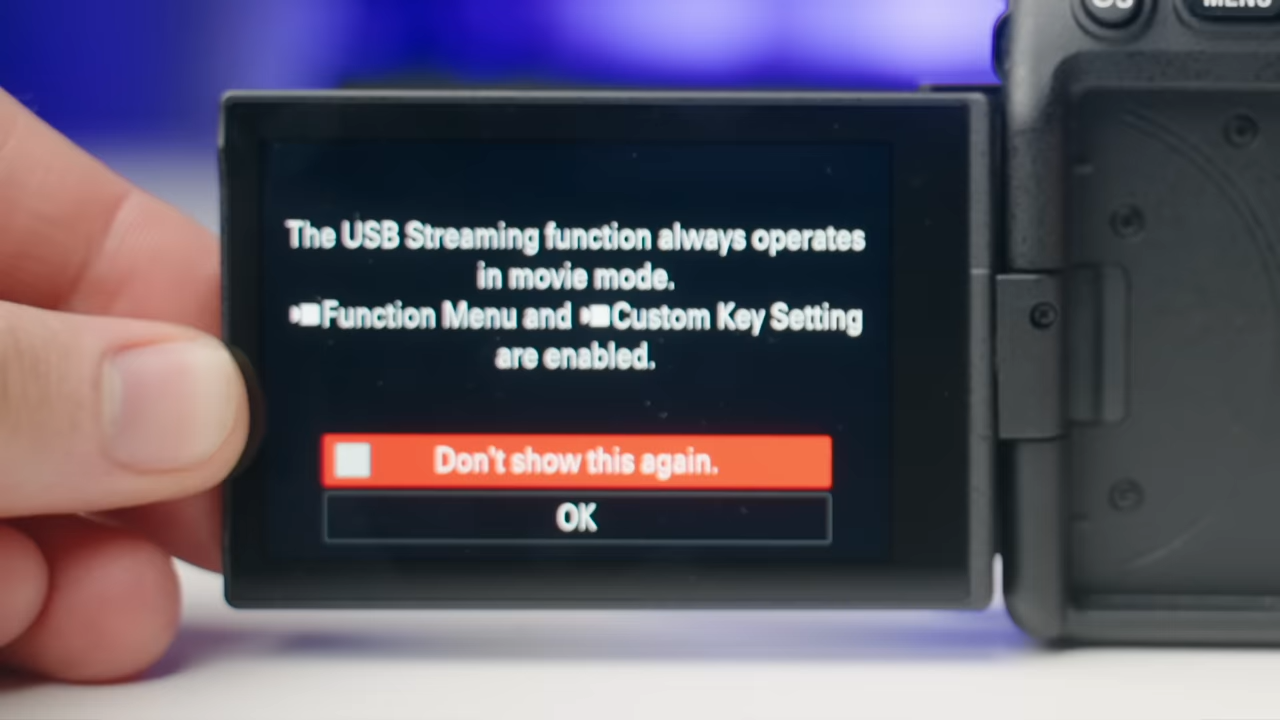 MENU
The USB Streaming function always operates
in movie mode.
Function Menu and Custom Key Setting
are enabled.
Don't show this again.
OK